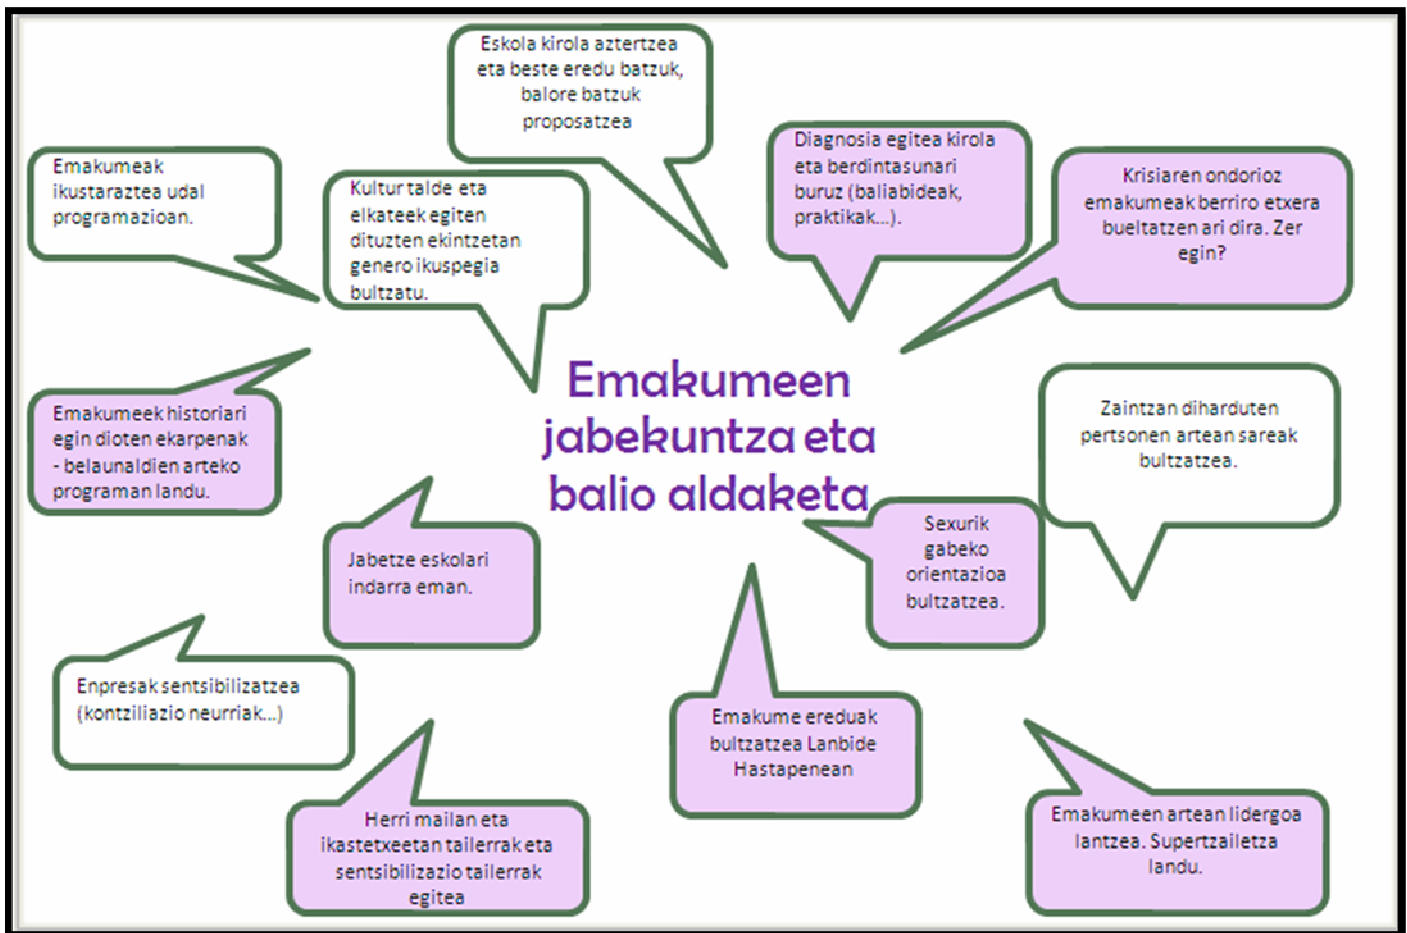 Eskola kirola aztertzea
eta beste eredu batzuk,
balore batzuk
proposatzea
Diagnosia egitea kirola
eta berdintasunari
buruz (baliabideak,
praktikak...).
Emakumeak
ikustaraztea udal
programazioan.
Kultur talde eta
elkateek egiten
dituzten ekintzetan
genero ikuspegia
bultzatu.
Krisiaren ondorioz
emakumeak berriro etxera
bueltatzen ari dira. Zer
egin?
Emakumeen
jabekuntza eta
balio aldaketa
Emakumeek historiari
egin dioten ekarpenak
- belaunaldien arteko
programan landu.
Zaintzan diharduten
pertsonen artean sareak
bultzatzea.
Jabetze eskolari
indarra eman.
Sexurik
gabeko
orientazioa
bultzatzea.
Enpresak sentsibilizatzea
(kontziliazio neurriak...)
Emakume ereduak
bultzatzea Lanbide
Hastapenean
Herri mailan eta
ikastetxeetan tailerrak eta
sentsibilizazio tailerrak
egitea
Emakumeen artean lidergoa
lantzea. Supertzailetza
landu.